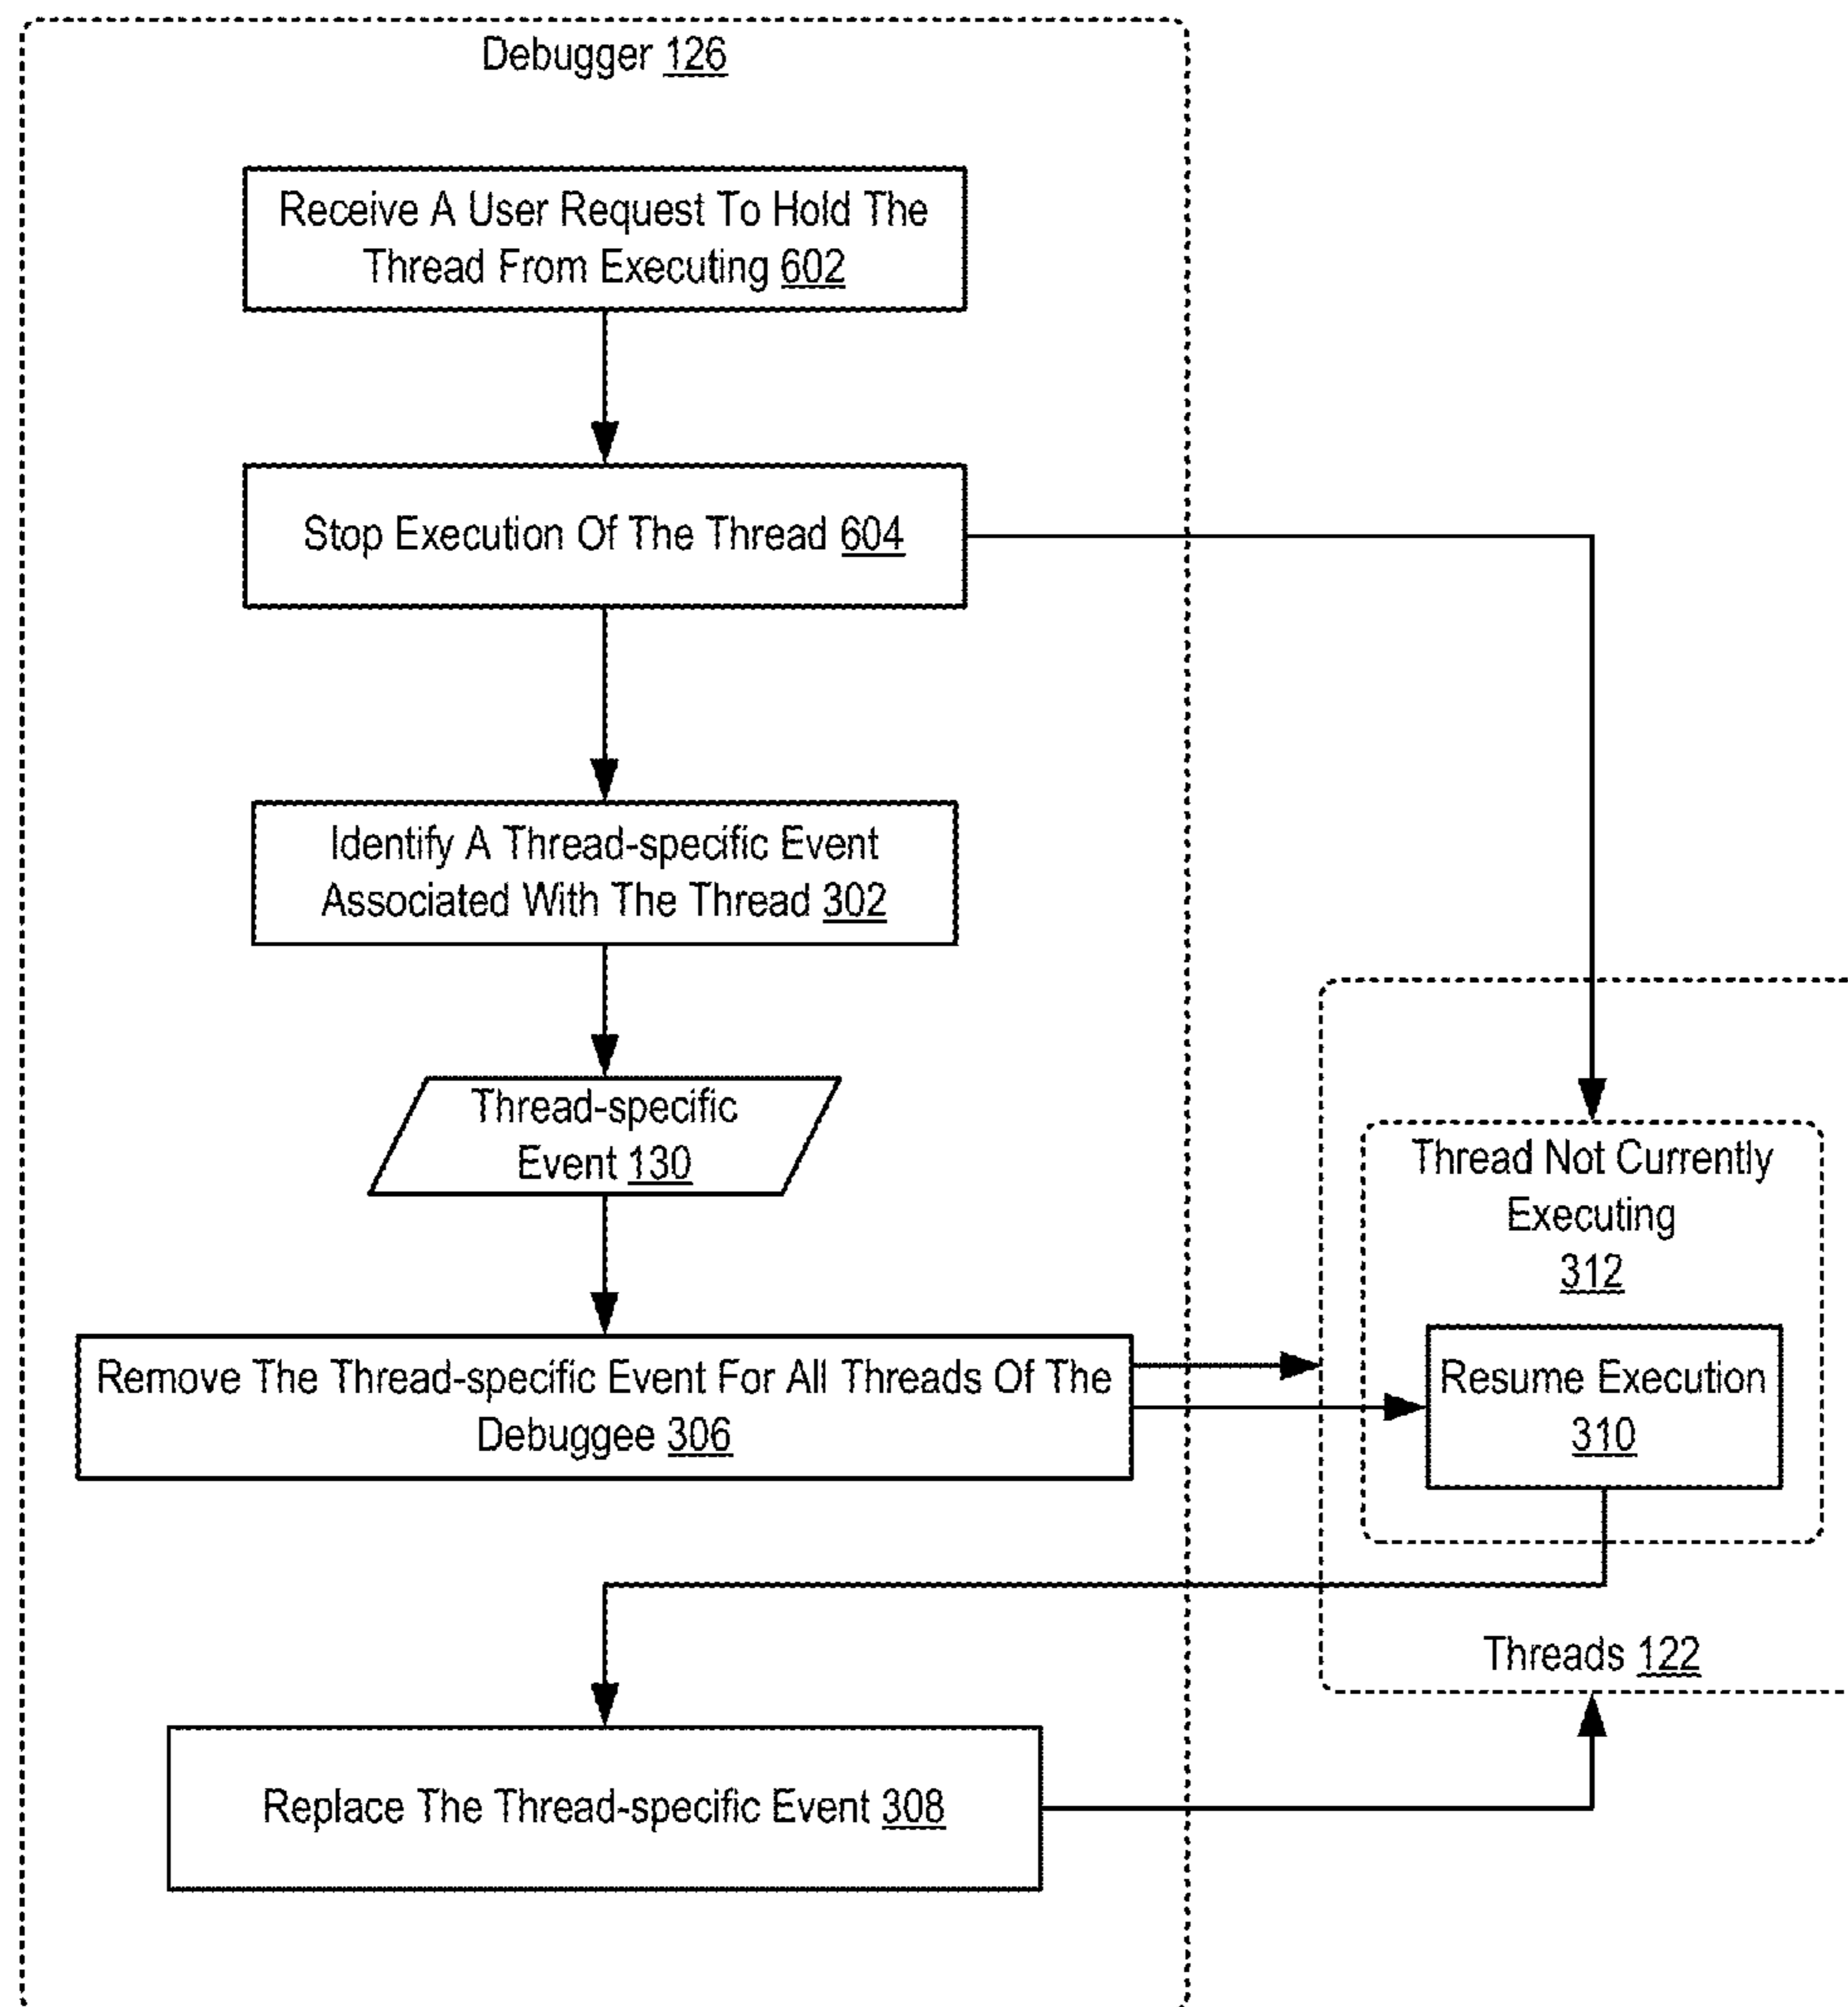 Debugger 126
Receive A User Request To Hold The
Thread From Executing 602
Stop Execution Of The Thread 604
Identify A Thread-specific Event
Associated With The Thread 302
Thread-specific
Event 130
Thread Not Currently
Executing
312
Remove The Thread-specific Event For All Threads Of The
Debuggee 306
Resume Execution
310
Threads 122
Replace The Thread-specific Event 308